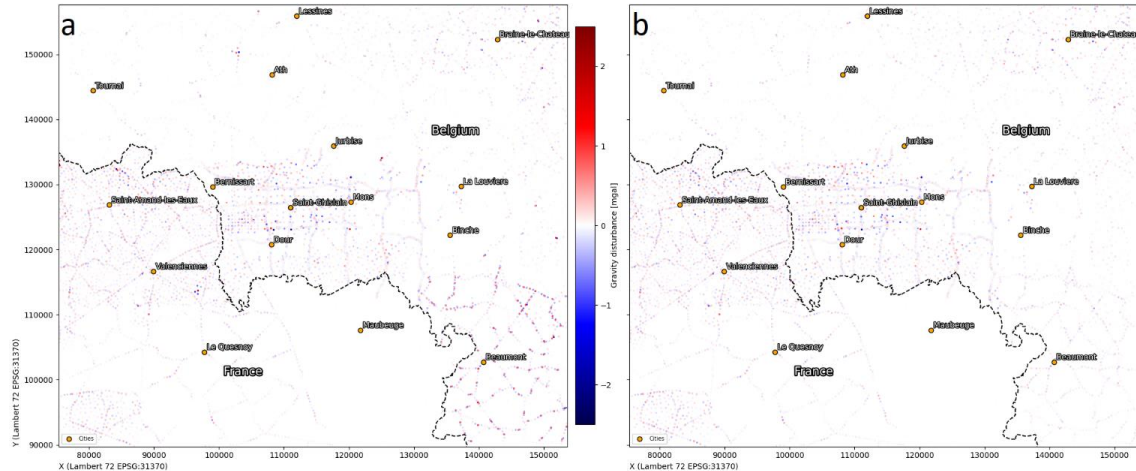 a
Lessines
Braine-le-Chateau
Ath
Tournai
Belgium
Jurbise
Bernissart
La Louviere
Saint-Amand-les-Eaux
Saint-Ghislain
Mons
Binche
Dour
Valenciennes
Maubeuge
Le Quesnoy
Beaumont
France
Cities
150000
140000
130000
120000
110000
100000
90000
Y (Lambert 72 EPSG:31370)
80000 90000 100000 110000 120000 130000 140000 150000
X (Lambert 72 EPSG:31370)
2
1
0
−1
−2
Gravity disturbance [mgal]
b
Lessines
Braine-le-Chateau
Ath
Tournai
Belgium
Jurbise
Bernissart
La Louviere
Saint-Amand-les-Eaux
Saint-Ghislain
Mons
Binche
Dour
Valenciennes
Maubeuge
Le Quesnoy
Beaumont
France
Cities
80000 90000 100000 110000 120000 130000 140000 150000
X (Lambert 72 EPSG:31370)